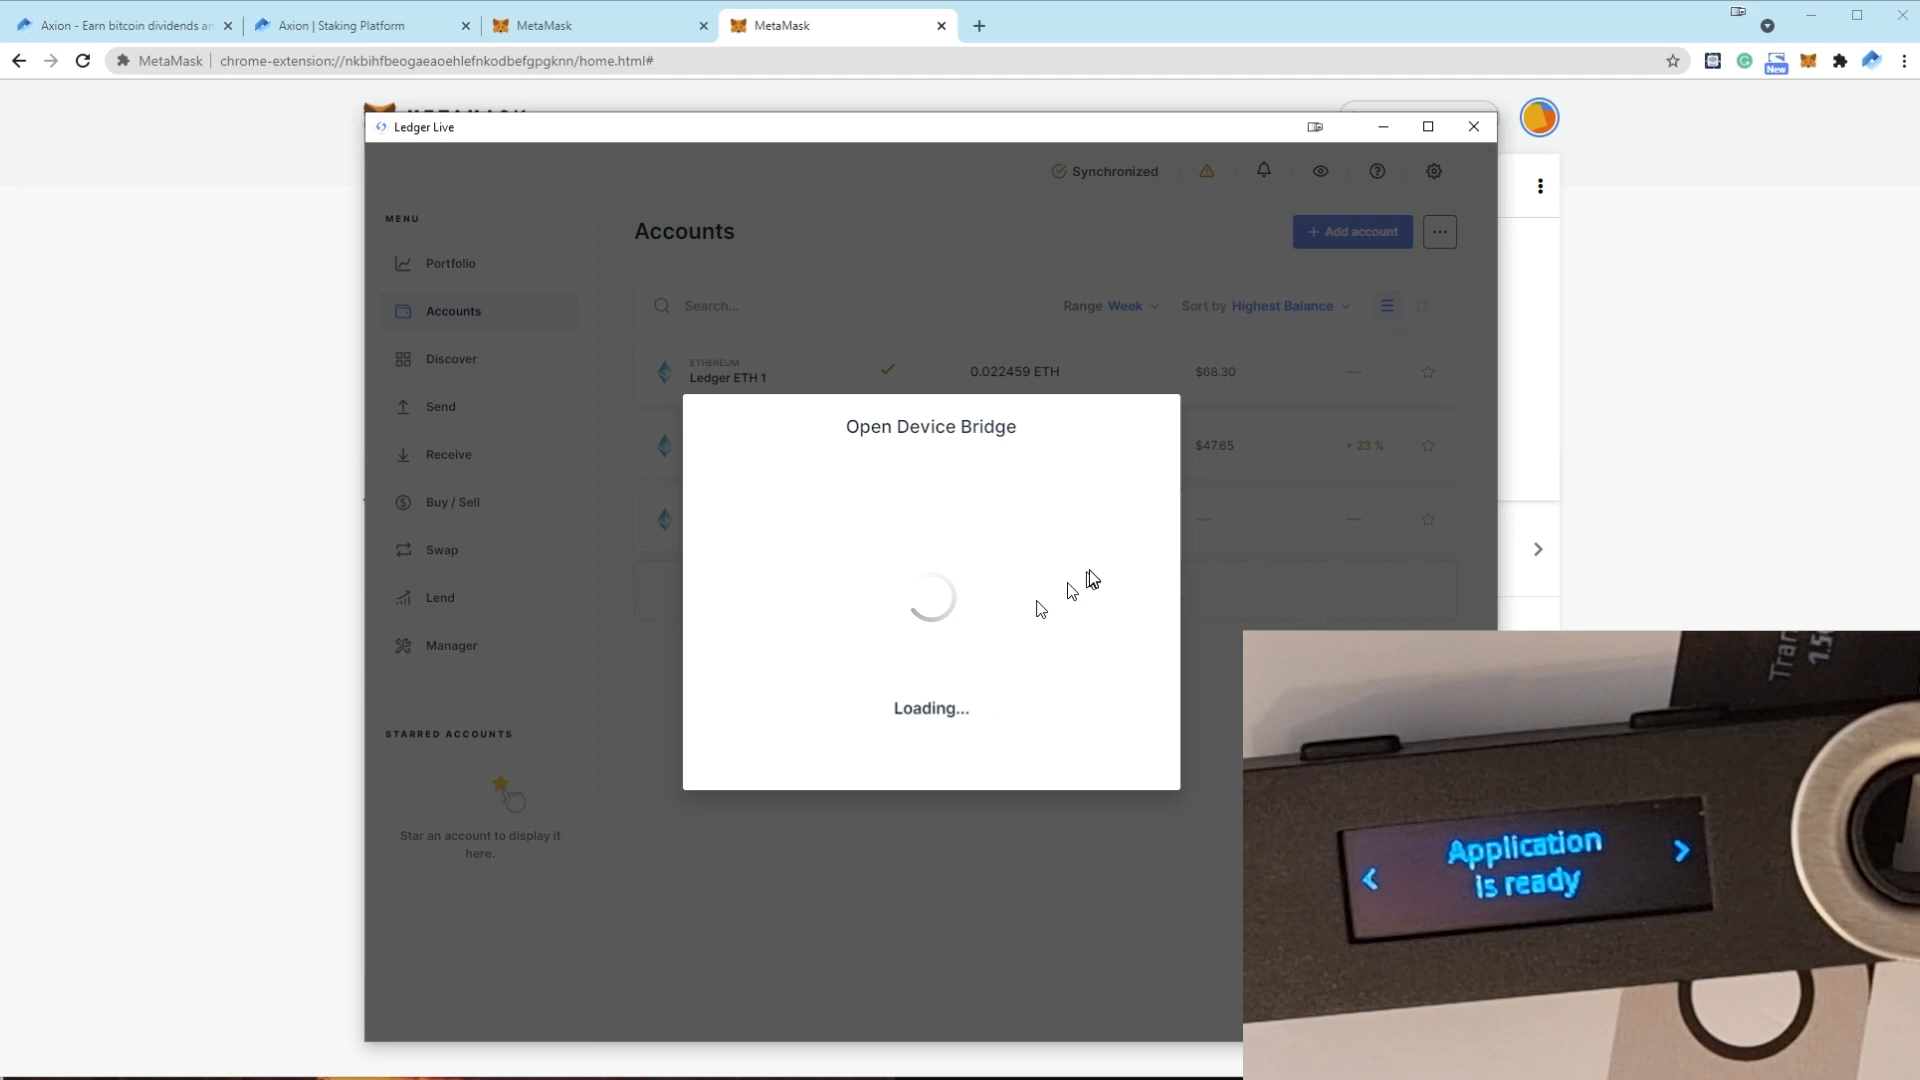 Axion - Earn bitcoin dividends an
Axion | Staking Platform
MetaMask
MetaMask
MetaMask
chrome-extension://nkbihfbeogaeaoehlefnkodbefgpgknn/home.html#
New
METAMASK
Ledger Live
Synchronized
MENU
Accounts
+ Add account
Portfolio
Accounts
Search...
Range Week
Sort by Highest Balance
Discover
ETHEREUM
Ledger ETH 1
0.022459 ETH
$68.30
—
Send
Open Device Bridge
$47.65
+ 23 %
Receive
Buy / Sell
—
—
Swap
Lend
Manager
Loading...
STARRED ACCOUNTS
Star an account to display it
here.
Application
is ready